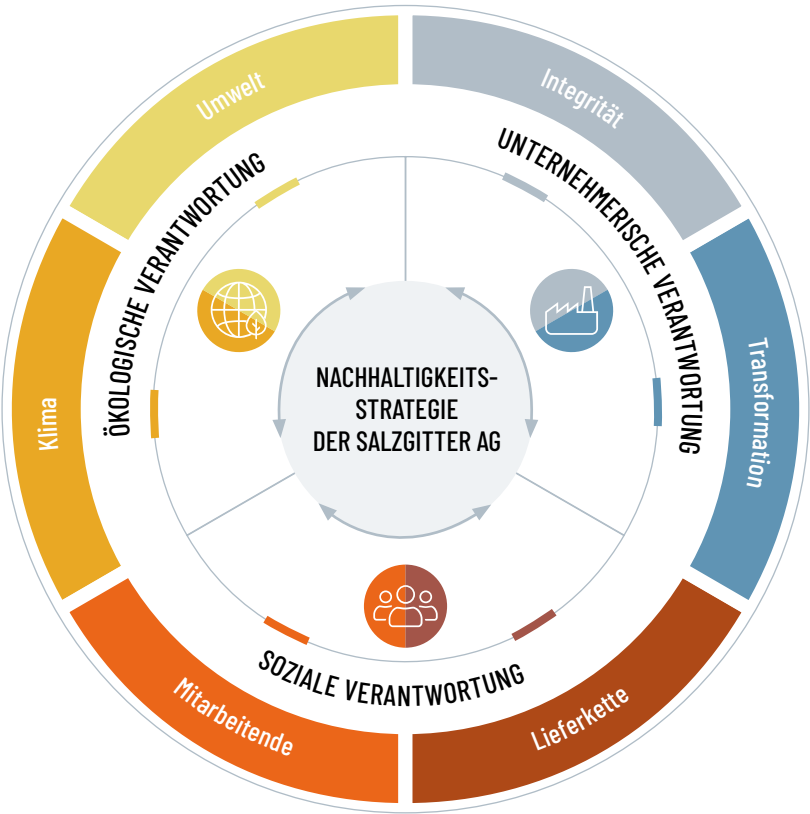 Umwelt
Integrität
ÖKOLOGISCHE VERANTWORTUNG
UNTERNEHMERISCHE VERANTWORTUNG
Klima
NACHHALTIGKEITS-
STRATEGIE
DER SALZGITTER AG
Transformation
SOZIALE VERANTWORTUNG
Mitarbeitende
Lieferkette